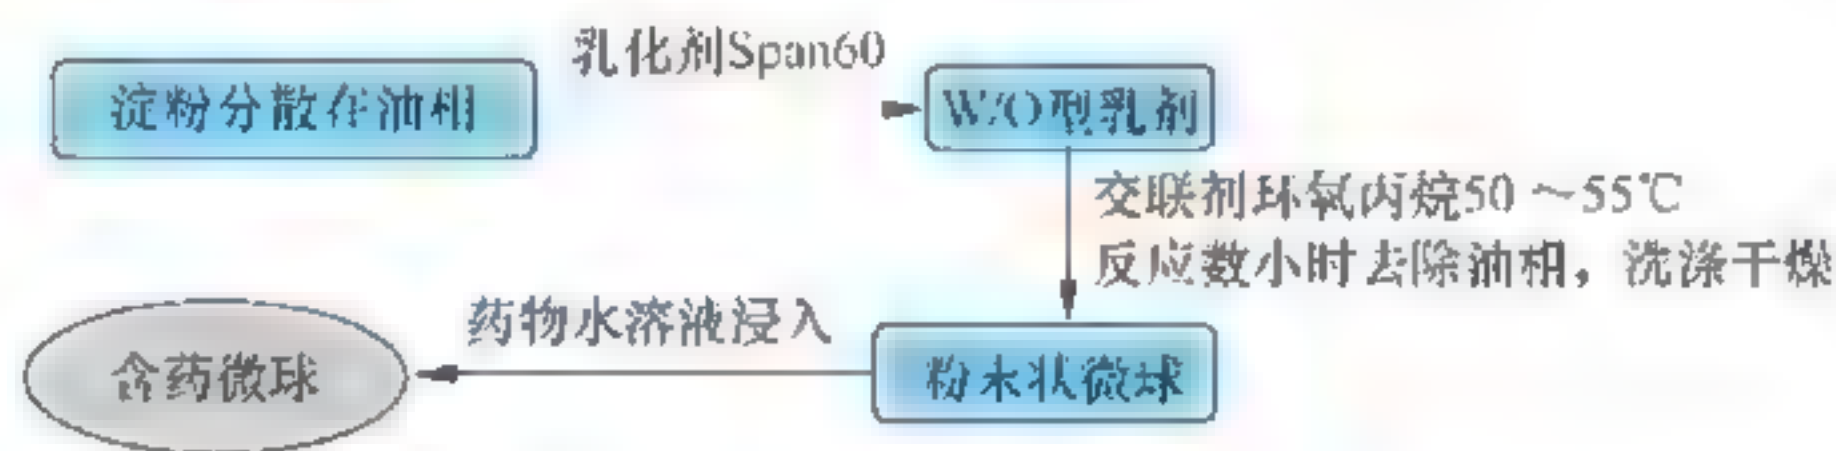 乳化剂Span60
淀粉分散在油相
W/O型乳剂
交联剂环氧丙烷50～55℃
反应数小时去除油相，洗涤干燥
药物水溶液浸入
含药微球
粉末状微球